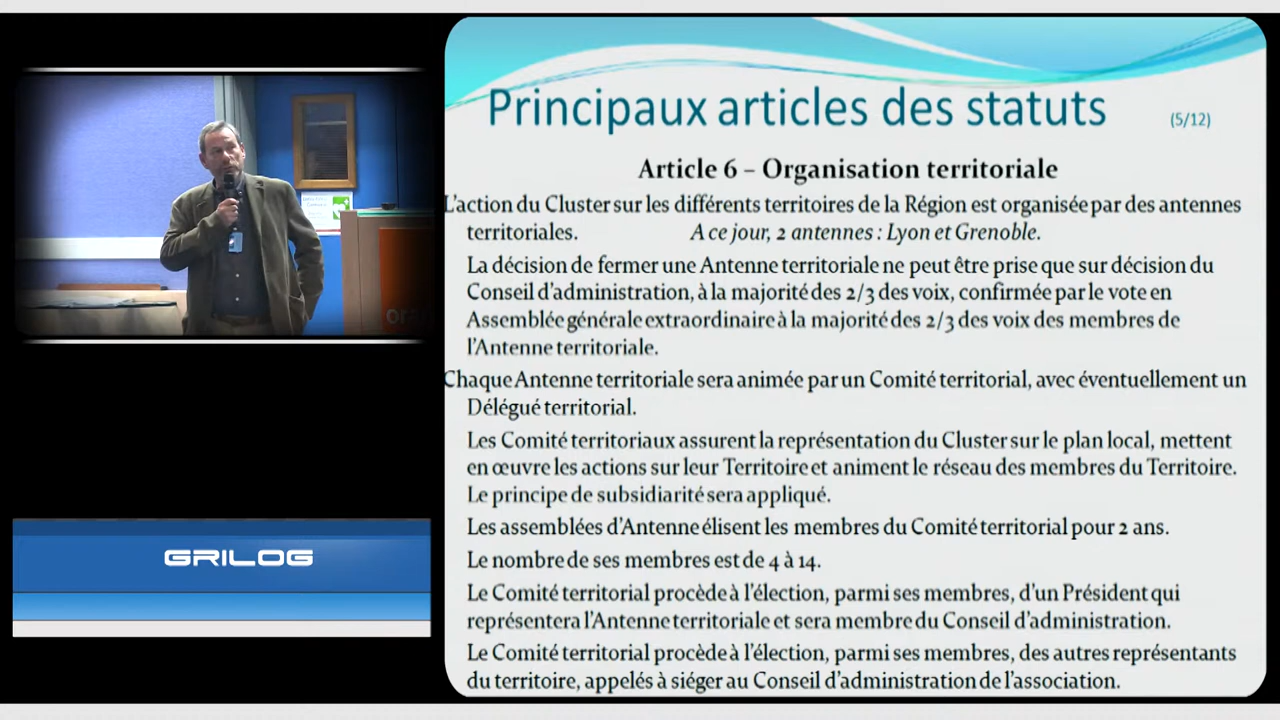 GRILOG
Principaux articles des statuts
(5/12)
Article 6 – Organisation territoriale
L'action du Cluster sur les différents territoires de la Région est organisée par des antennes
territoriales. A ce jour, 2 antennes : Lyon et Grenoble.
La décision de fermer une Antenne territoriale ne peut être prise que sur décision du
Conseil d'administration, à la majorité des 2/3 des voix, confirmée par le vote en
Assemblée générale extraordinaire à la majorité des 2/3 des voix des membres de
l'Antenne territoriale.
Chaque Antenne territoriale sera animée par un Comité territorial, avec éventuellement un
Délégué territorial.
Les Comité territoriaux assurent la représentation du Cluster sur le plan local, mettent
en œuvre les actions sur leur Territoire et animent le réseau des membres du Territoire.
Le principe de subsidiarité sera appliqué.
Les assemblées d'Antenne élisent les membres du Comité territorial pour 2 ans.
Le nombre de ses membres est de 4 à 14.
Le Comité territorial procède à l'élection, parmi ses membres, d'un Président qui
représentera l'Antenne territoriale et sera membre du Conseil d'administration.
Le Comité territorial procède à l'élection, parmi ses membres, des autres représentants
du territoire, appelés à siéger au Conseil d'administration de l'association.